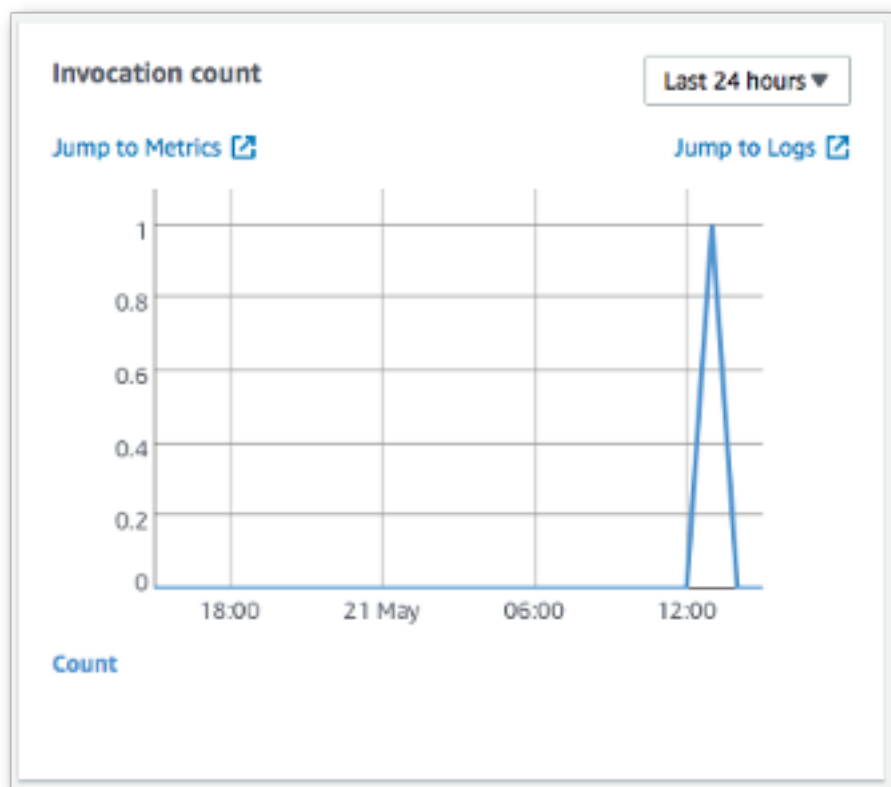 Invocation count
Last 24 hours
Jump to Metrics
Jump to Logs
1
0.8
0.6
0.4
0.2
0
18:00
21 May
06:00
12:00
Count